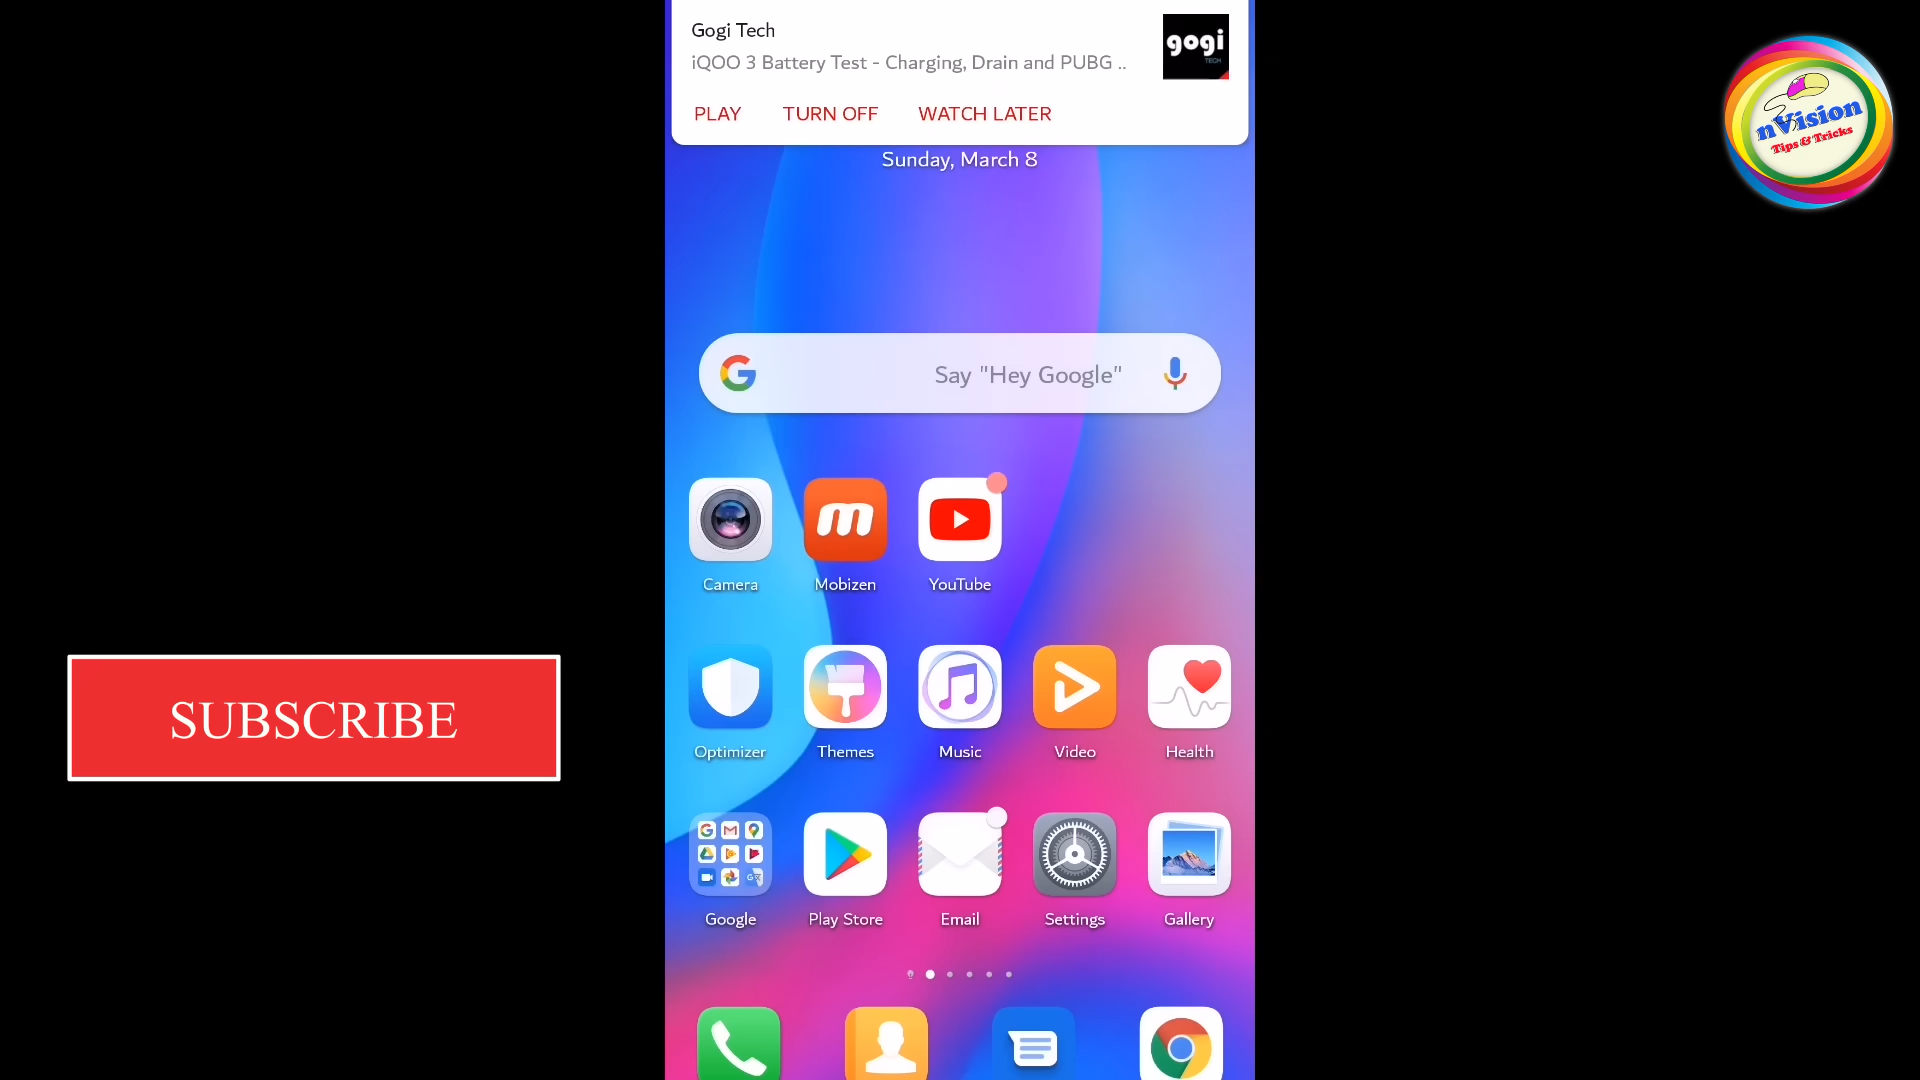 Gogi Tech
iQOO 3 Battery Test - Charging, Drain and PUBG ..
gogi
TECH
PLAY TURN OFF WATCH LATER
Sunday, March 8
nVision
Tips & Tricks
Say "Hey Google"
Camera Mobizen YouTube
SUBSCRIBE
Optimizer Themes Music Video Health
Google Play Store Email Settings Gallery